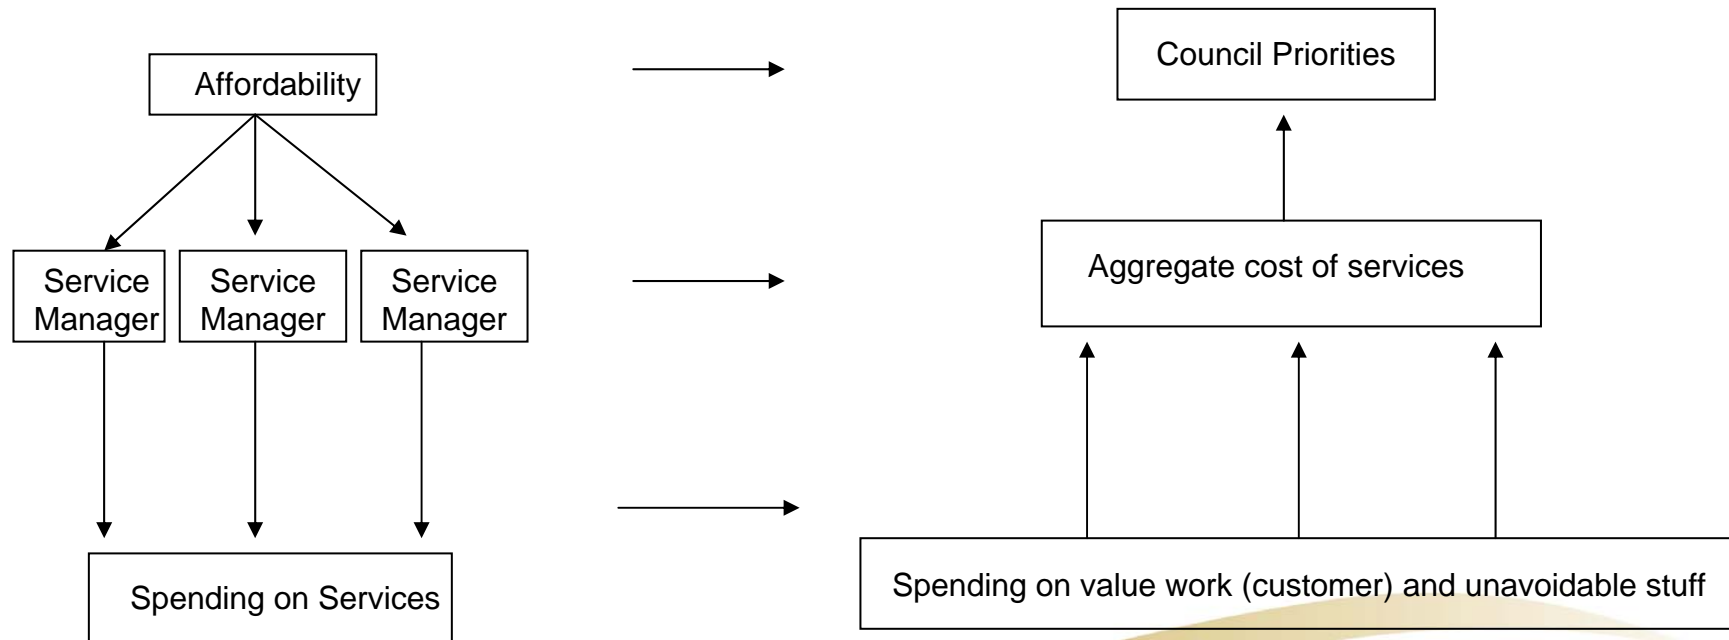 Affordability
Council Priorities
Service
Manager
Service
Manager
Service
Manager
Aggregate cost of services
Spending on Services
Spending on value work (customer) and unavoidable stuff